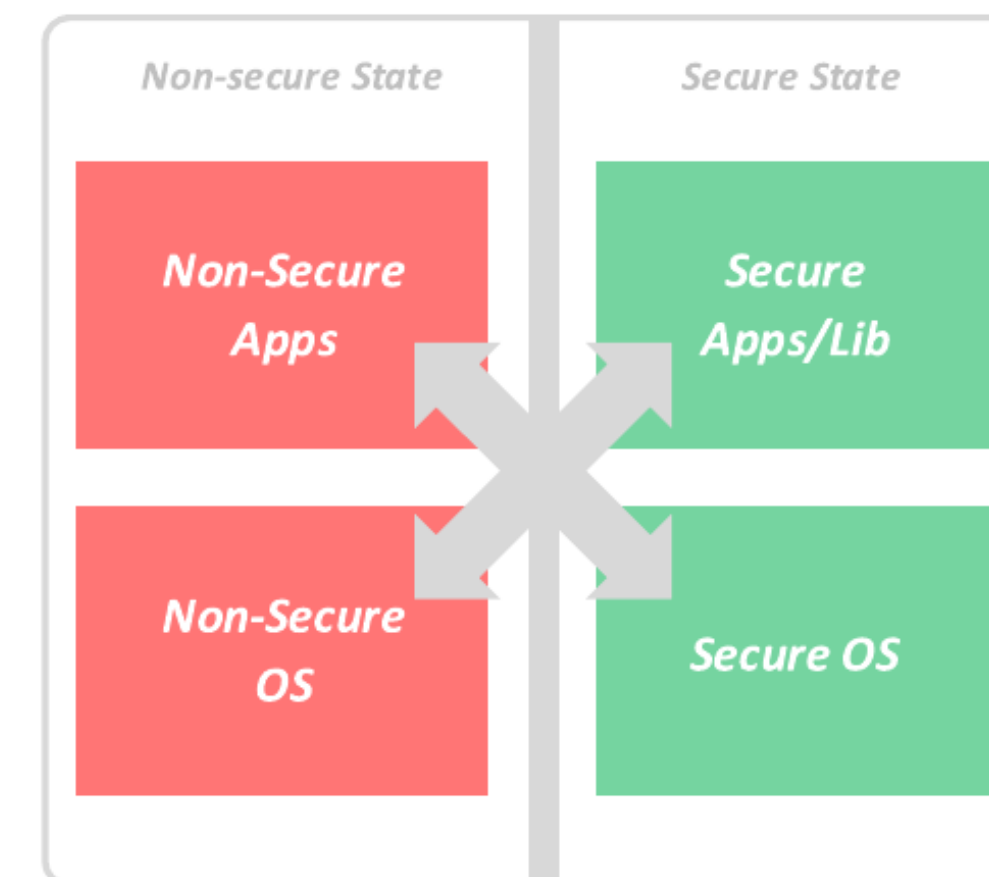 Non-secure State
Secure State
Non-Secure
Apps
Secure
Apps/Lib
Non-Secure
OS
Secure OS